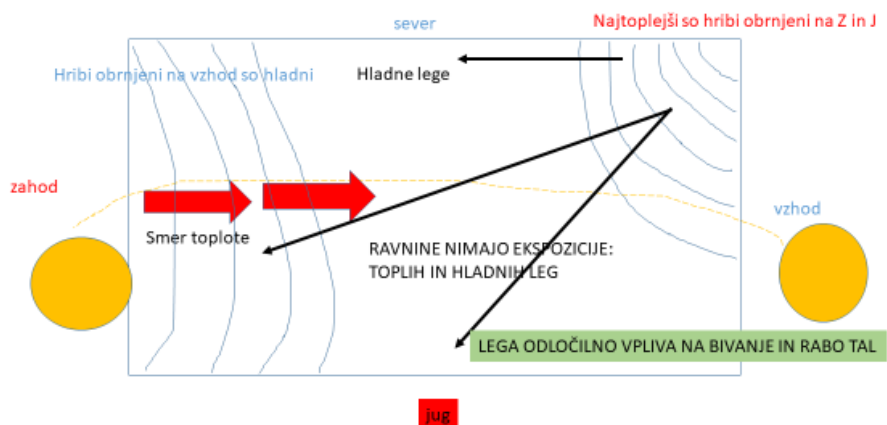 sever
Najtoplejši so hribi obrnjeni na Z in J
Hribi obrnjeni na vzhod so hladni
Hladne lege
zahod
vzhod
Smer toplote
RAVNINE NIMAJO EKSPOZICIJE:
TOPLIH IN HLADNIH LEG
LEGA ODLOČILNO VPLIVA NA BIVANJE IN RABO TAL
jug